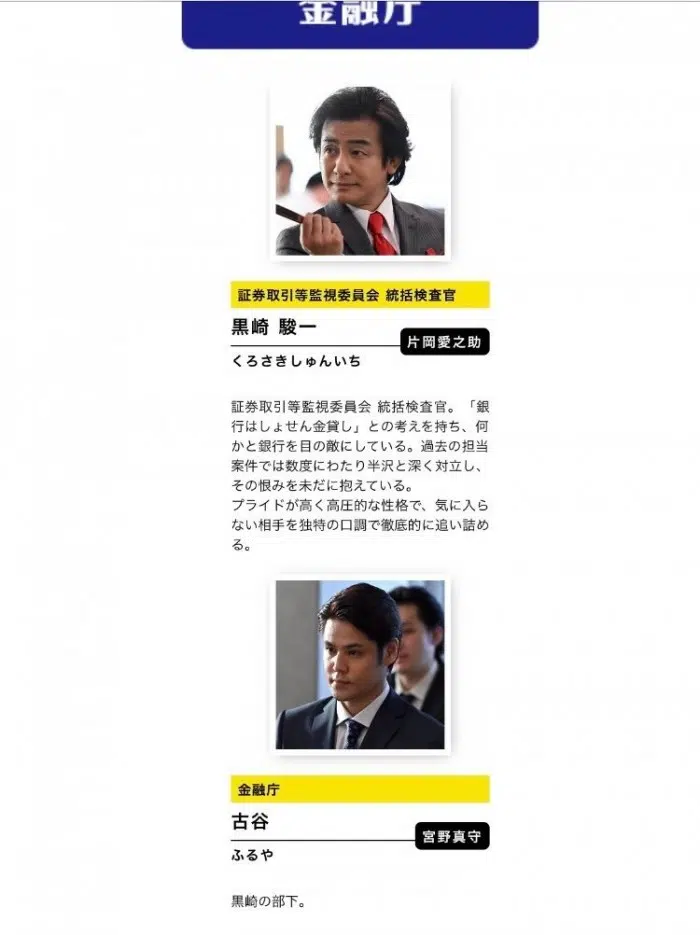 金融庁
証券取引等監視委員会 統括検査官
黒崎 駿一
片岡愛之助
くろさきしゅんいち
証券取引等監視委員会 統括検査官。「銀
行はしょせん金貸し」との考えを持ち、何
かと銀行を目の敵にしている。過去の担当
案件では数度にわたり半沢と深く対立し、
その恨みを未だに抱えている。
プライドが高く高圧的な性格で、気に入ら
ない相手を独特の口調で徹底的に追い詰め
る。
金融庁
古谷
宮野真守
ふるや
黒崎の部下。